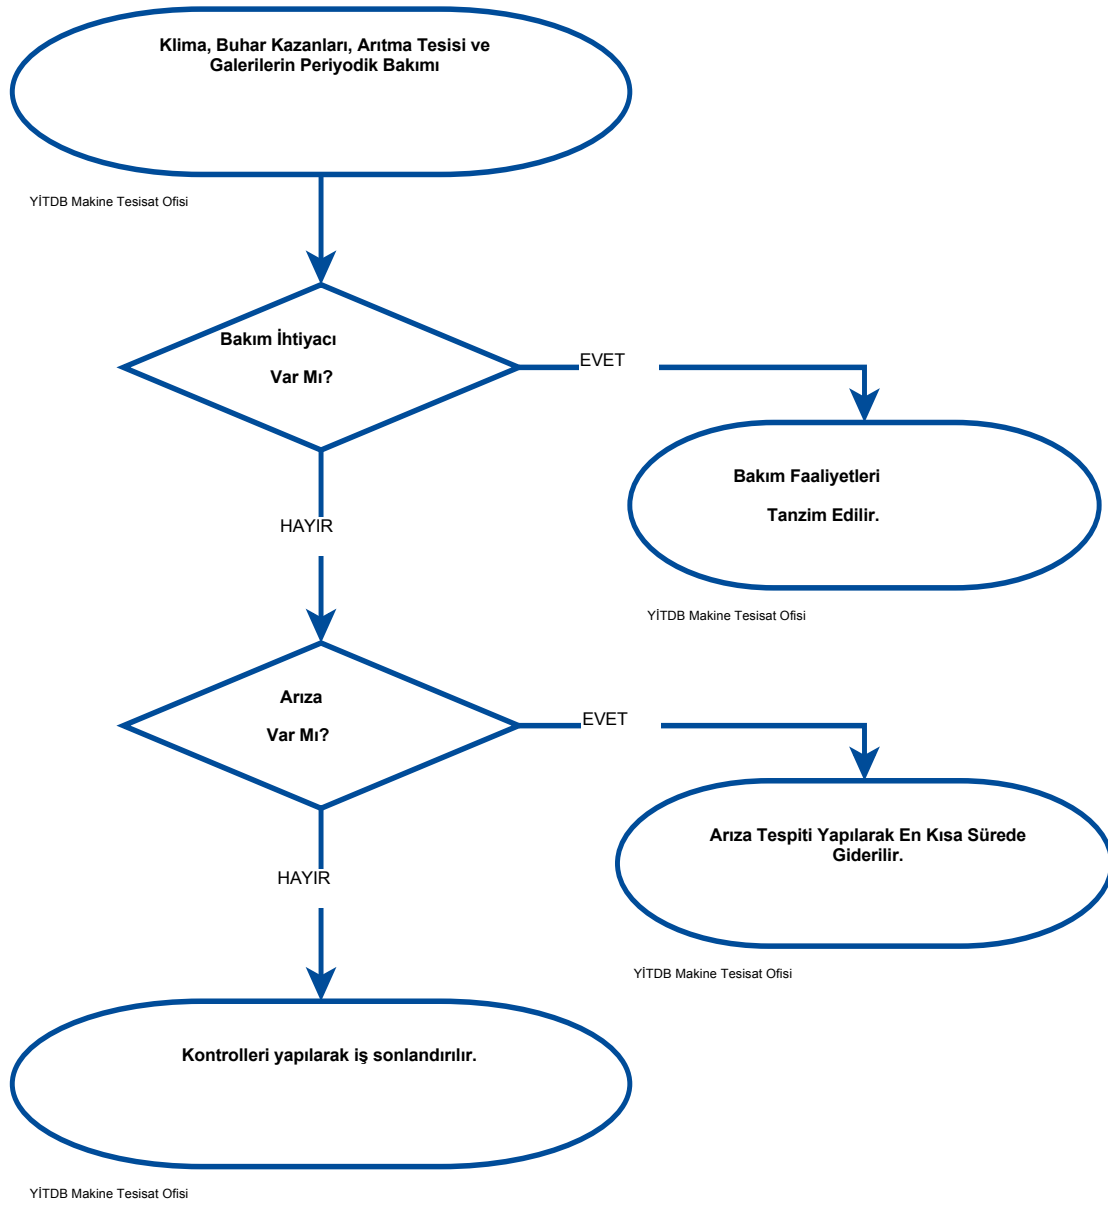 Klima, Buhar Kazanları, Arıtma Tesisi ve
Galerilerin Periyodik Bakımı
YİTDB Makine Tesisat Ofisi
Bakım İhtiyacı
Var Mı?
EVET
Bakım Faaliyetleri
Tanzim Edilir.
HAYIR
YİTDB Makine Tesisat Ofisi
Arıza
Var Mı?
EVET
Arıza Tespiti Yapılarak En Kısa Sürede
Giderilir.
HAYIR
YİTDB Makine Tesisat Ofisi
Kontrolleri yapılarak iş sonlandırılır.
YİTDB Makine Tesisat Ofisi